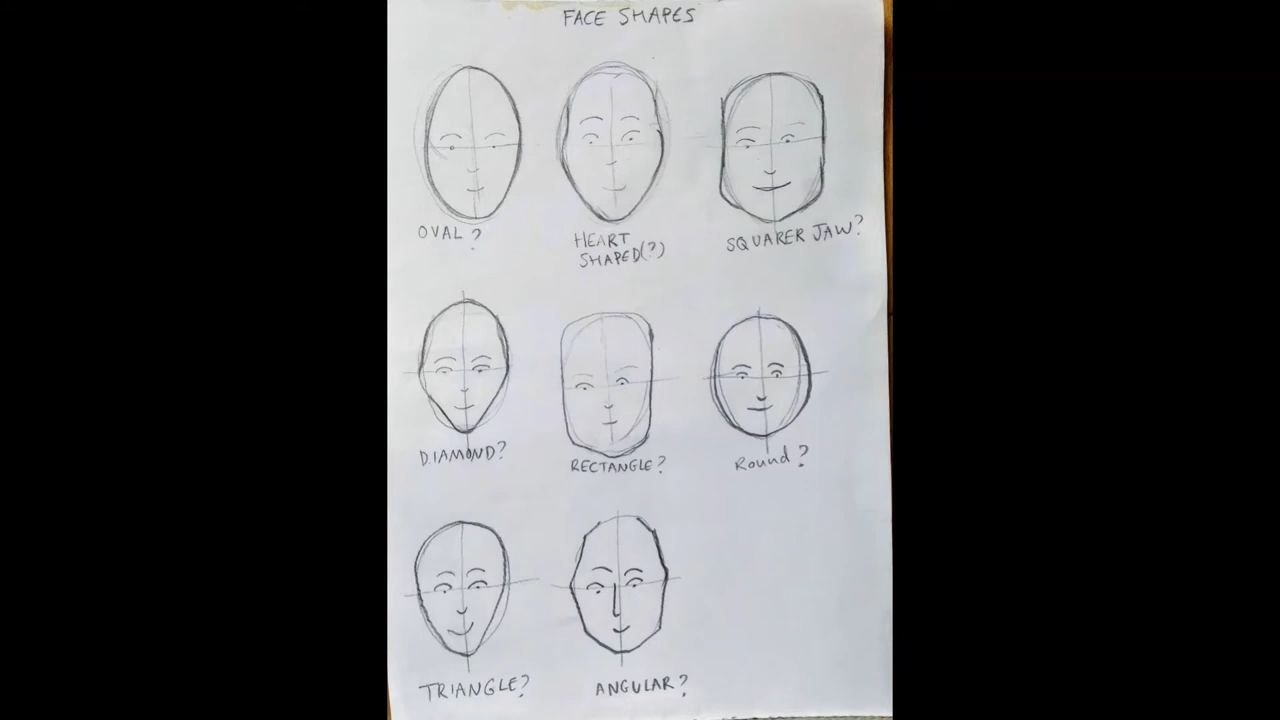 FACE SHAPES
OVAL?
HEART
SHAPED(?)
SQUARER JAW?
DIAMOND?
RECTANGLE?
Round?
TRIANGLE?
ANGULAR?